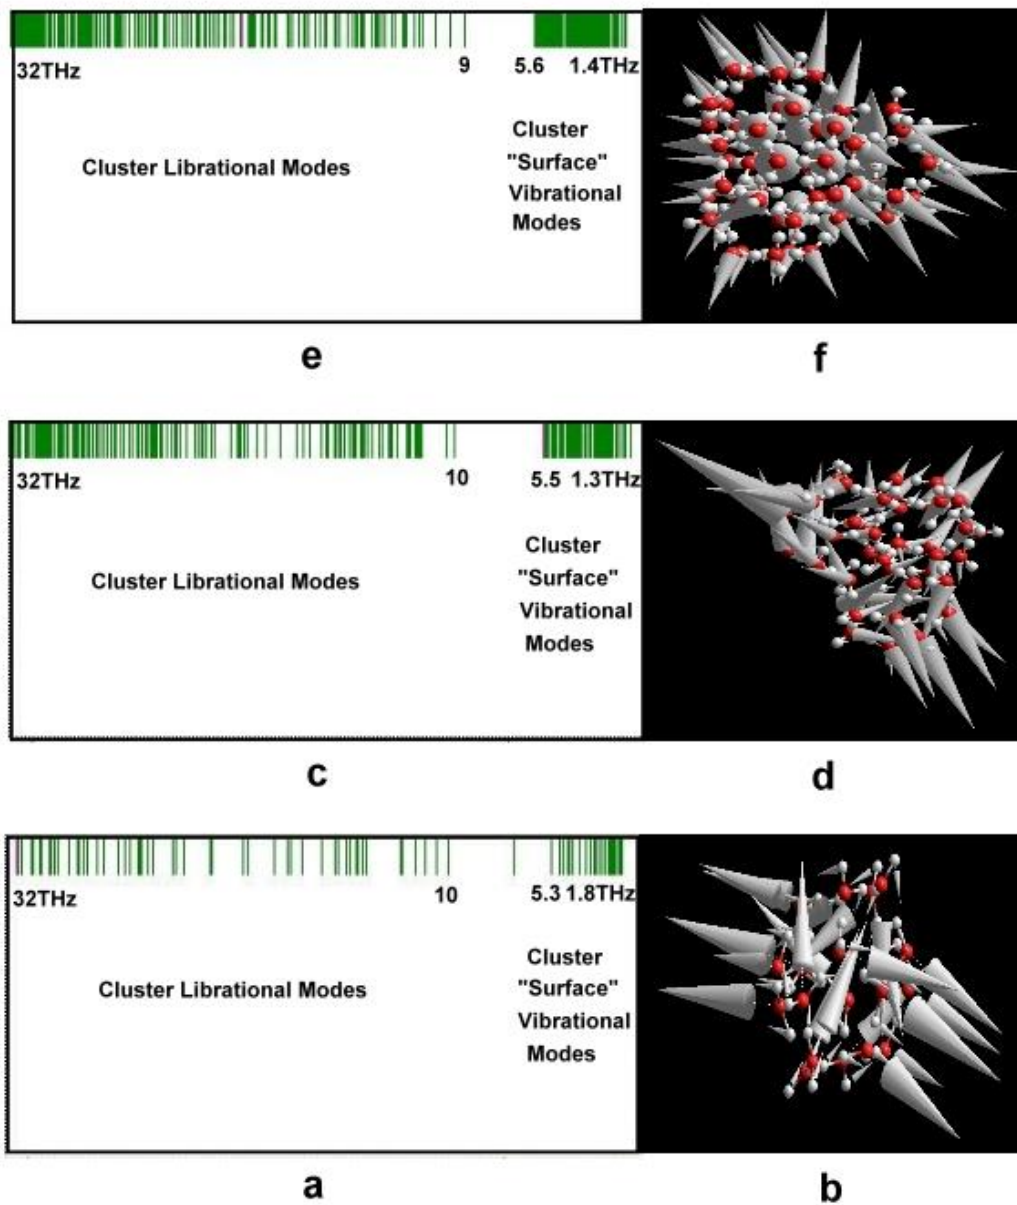 32THz 9 5.6 1.4THz
Cluster Librational Modes
Cluster
"Surface"
Vibrational
Modes
e f
32THz 10 5.5 1.3THz
Cluster Librational Modes
Cluster
"Surface"
Vibrational
Modes
c d
32THz 10 5.3 1.8THz
Cluster Librational Modes
Cluster
"Surface"
Vibrational
Modes
a b